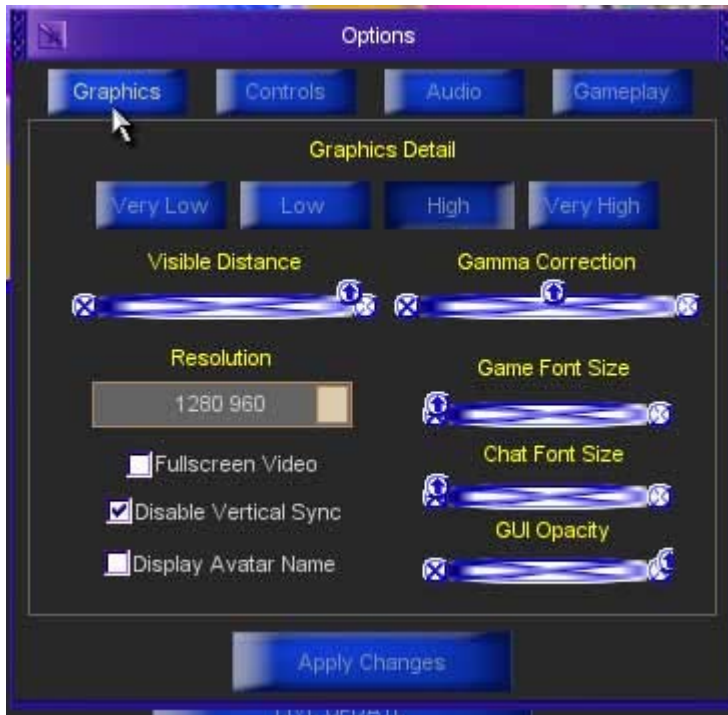 Options
Graphics Controls Audio Gameplay
Graphics Detail
Very Low Low High Very High
Visible Distance Gamma Correction
Resolution
1280 960
Game Font Size
Fullscreen Video
Chat Font Size
Disable Vertical Sync
GUI Opacity
Display Avatar Name
Apply Changes